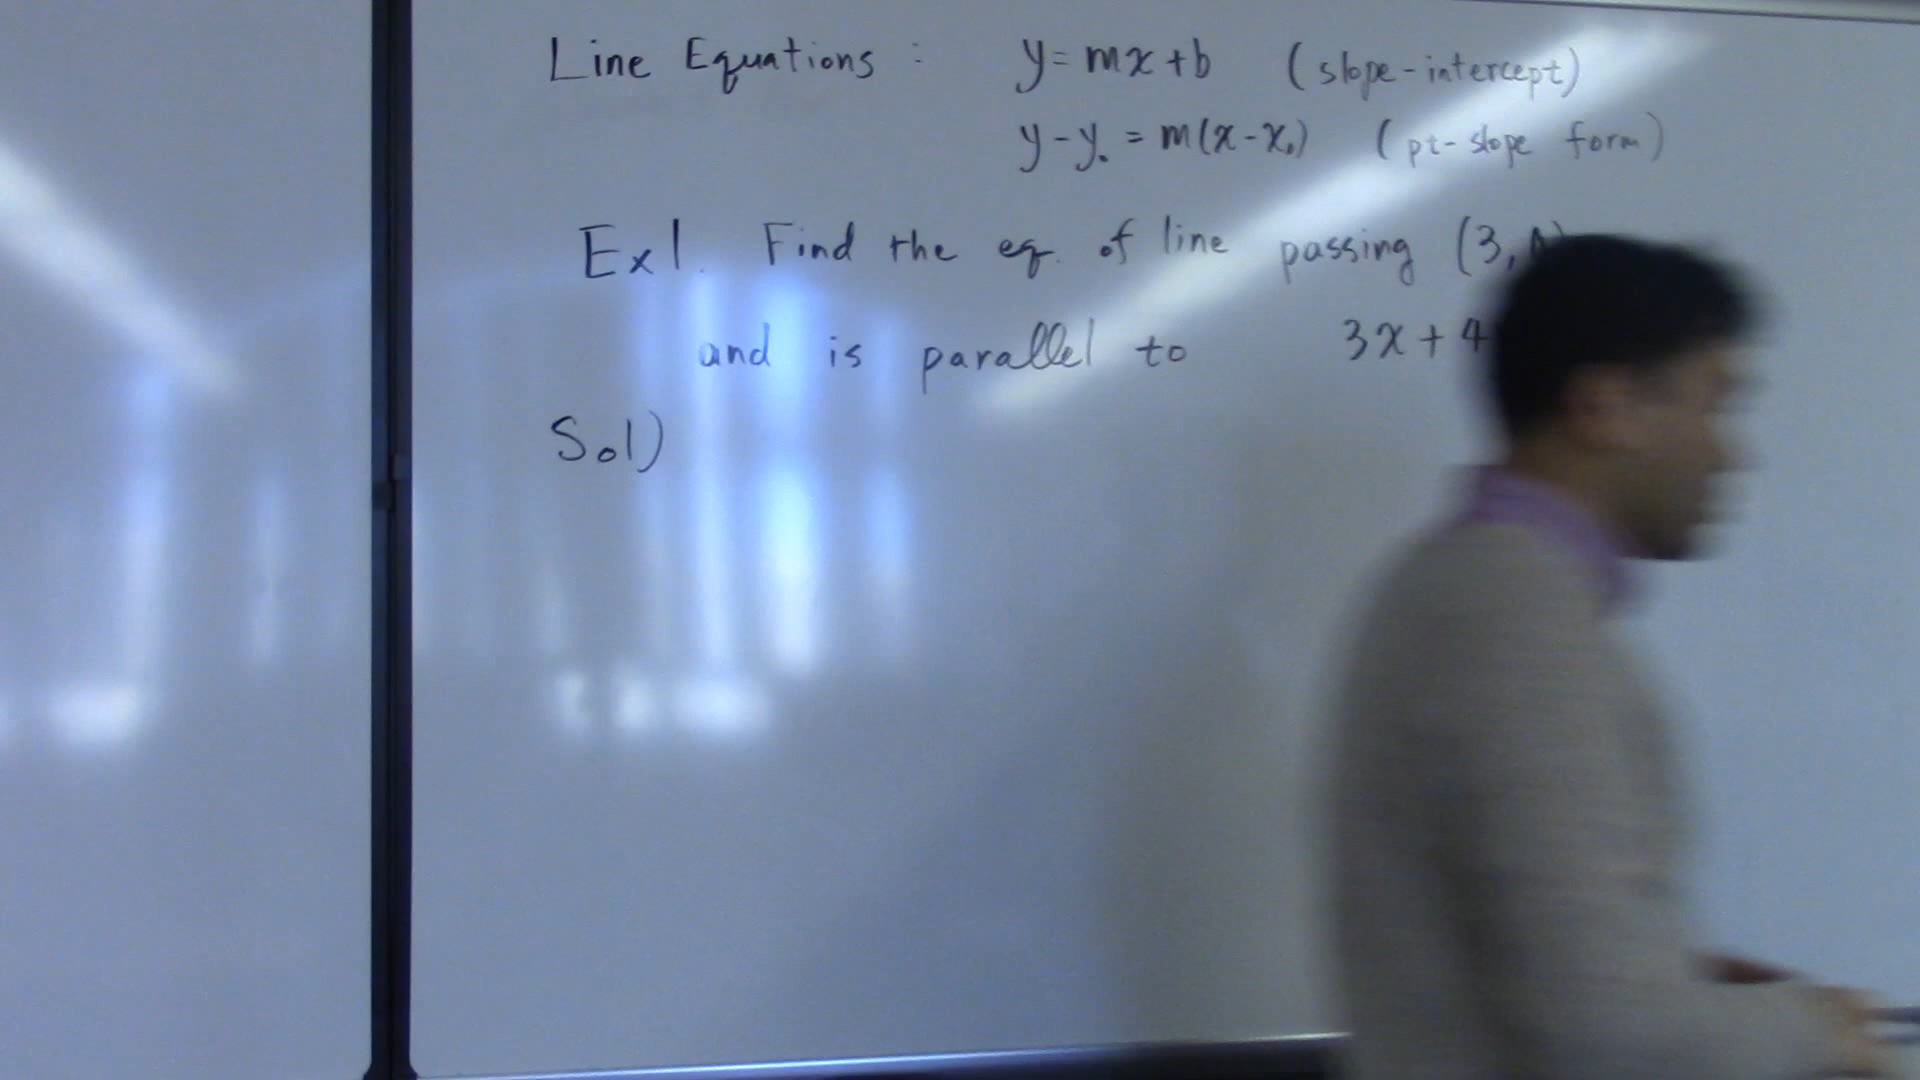 Line Equations : y = mx + b (slope-intercept)
y - y₀ = m(x - x₀) (pt-slope form)
Ex1. Find the eq. of line passing (3,
and is parallel to 3x + 4
Sol)